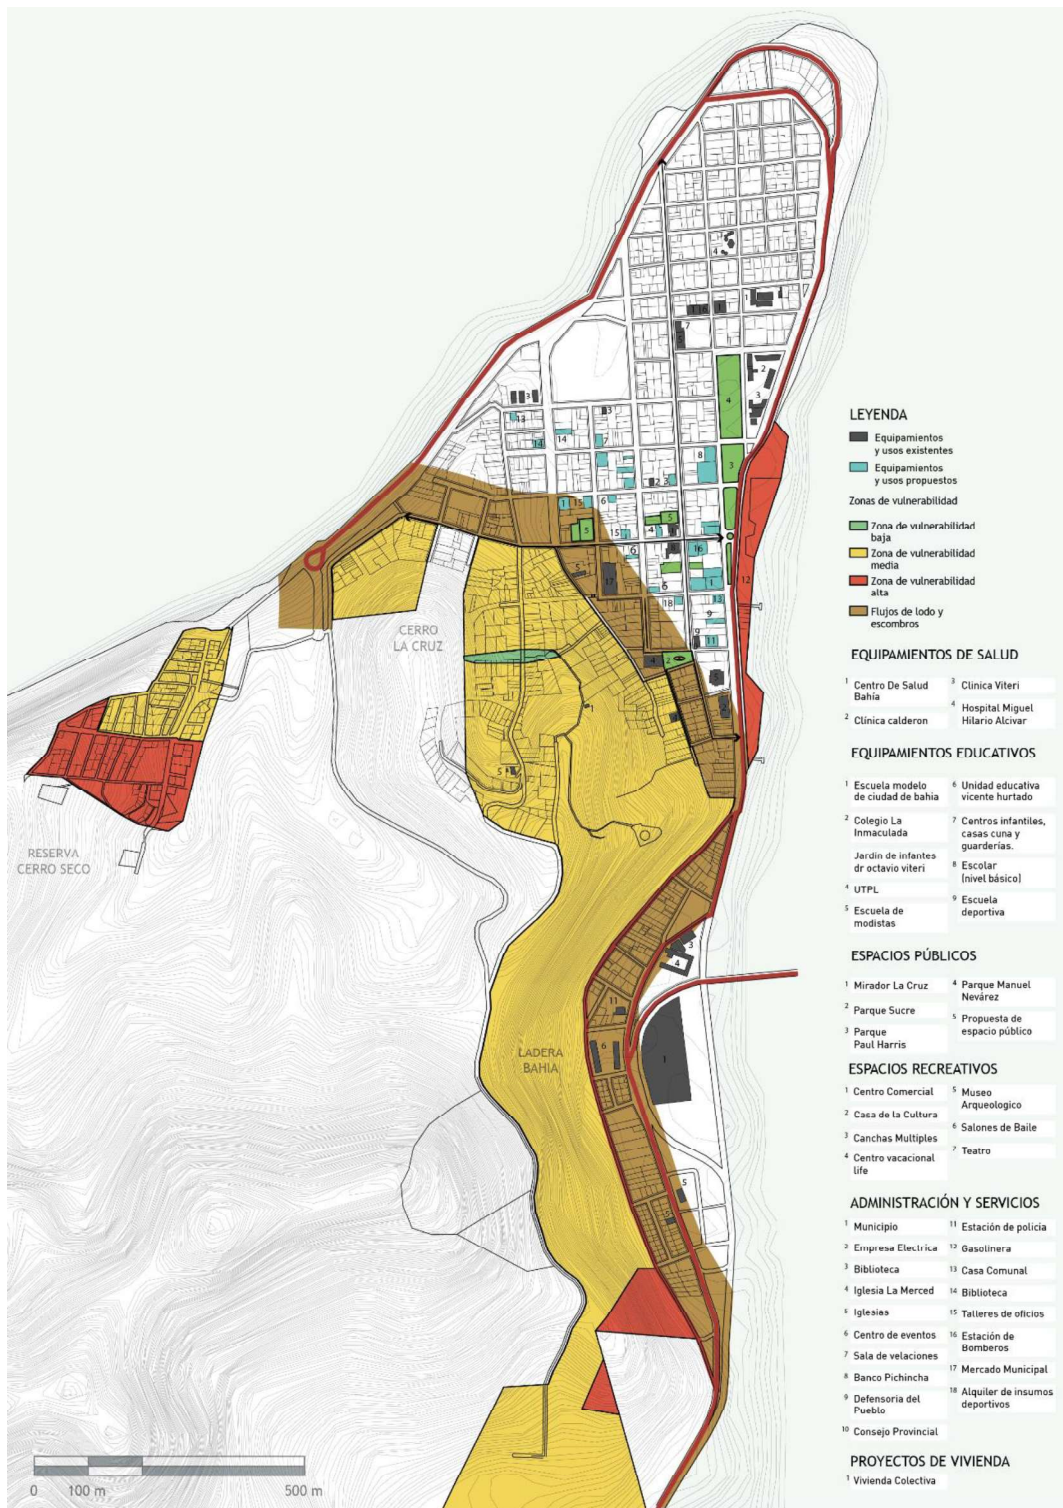 CERRO
LA CRUZ
RESERVA
CERRO SECO
LADERA
BAHIA
0 100 m 500 m
LEYENDA
Equipamientos
y usos existentes
Equipamientos
y usos propuestos
Zonas de vulnerabilidad
Zona de vulnerabilidad
baja
Zona de vulnerabilidad
media
Zona de vulnerabilidad
alta
Flujos de lodo y
escombros
EQUIPAMIENTOS DE SALUD
1 Centro De Salud
Bahía
2 Clínica calderon
3 Clinica Viteri
4 Hospital Miguel
Hilario Alcivar
EQUIPAMIENTOS EDUCATIVOS
1 Escuela modelo
de ciudad de bahia
2 Colegio La
Inmaculada
Jardin de infantes
dr octavio viteri
4 UTPL
5 Escuela de
modistas
6 Unidad educativa
vicente hurtado
7 Centros infantiles,
casas cuna y
guarderías.
8 Escolar
(nivel básico)
9 Escuela
deportiva
ESPACIOS PÚBLICOS
1 Mirador La Cruz
2 Parque Sucre
3 Parque
Paul Harris
4 Parque Manuel
Nevárez
5 Propuesta de
espacio público
ESPACIOS RECREATIVOS
1 Centro Comercial
2 Casa de la Cultura
3 Canchas Multiples
4 Centro vacacional
life
5 Museo
Arqueologico
6 Salones de Baile
7 Teatro
ADMINISTRACIÓN Y SERVICIOS
1 Municipio
2 Empresa Electrica
3 Biblioteca
4 Iglesia La Merced
5 Iglesias
6 Centro de eventos
7 Sala de velaciones
8 Banco Pichincha
9 Defensoria del
Pueblo
10 Consejo Provincial
11 Estación de policia
12 Gasolinera
13 Casa Comunal
14 Biblioteca
15 Talleres de oficios
16 Estación de
Bomberos
17 Mercado Municipal
18 Alquiler de insumos
deportivos
PROYECTOS DE VIVIENDA
1 Vivienda Colectiva